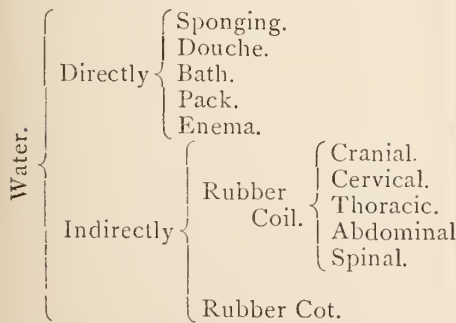 Water.
Directly
Sponging.
Douche.
Bath.
Pack.
Enema.
Indirectly
Rubber
Coil.
Cranial.
Cervical.
Thoracic.
Abdominal
Spinal.
Rubber Cot.